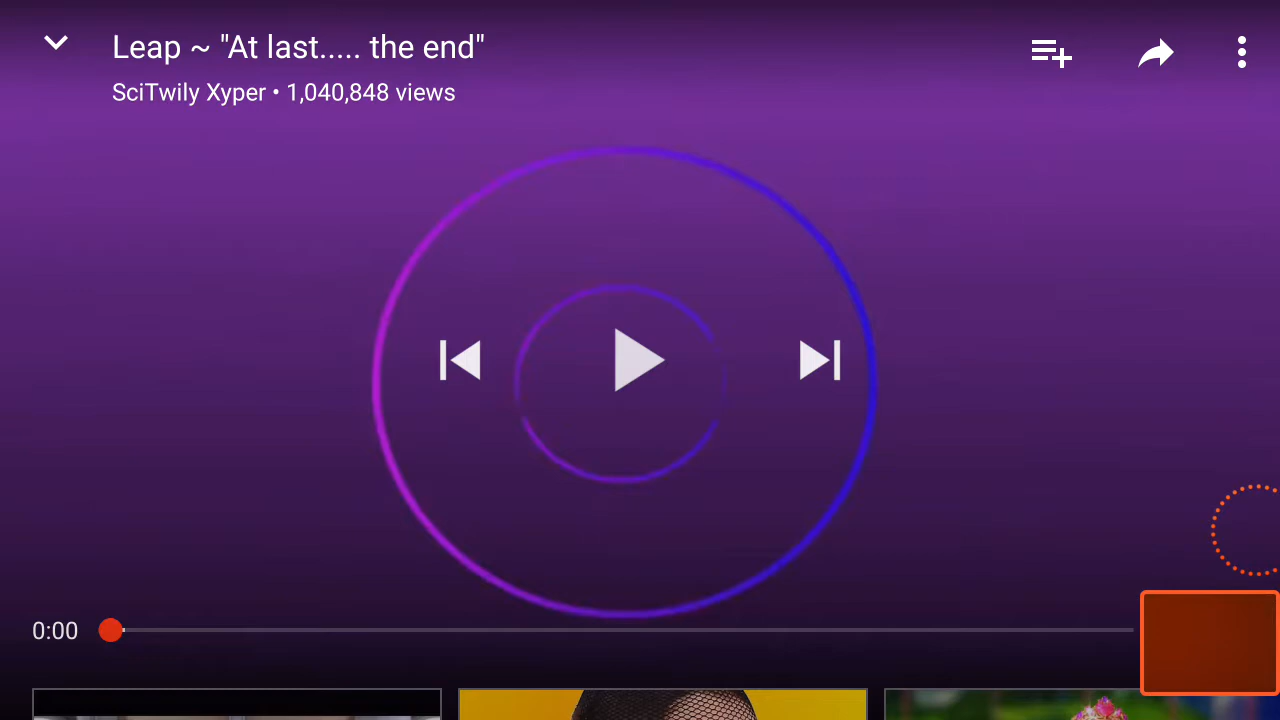 Leap ~ "At last..... the end"
SciTwily Xyper • 1,040,848 views
0:00